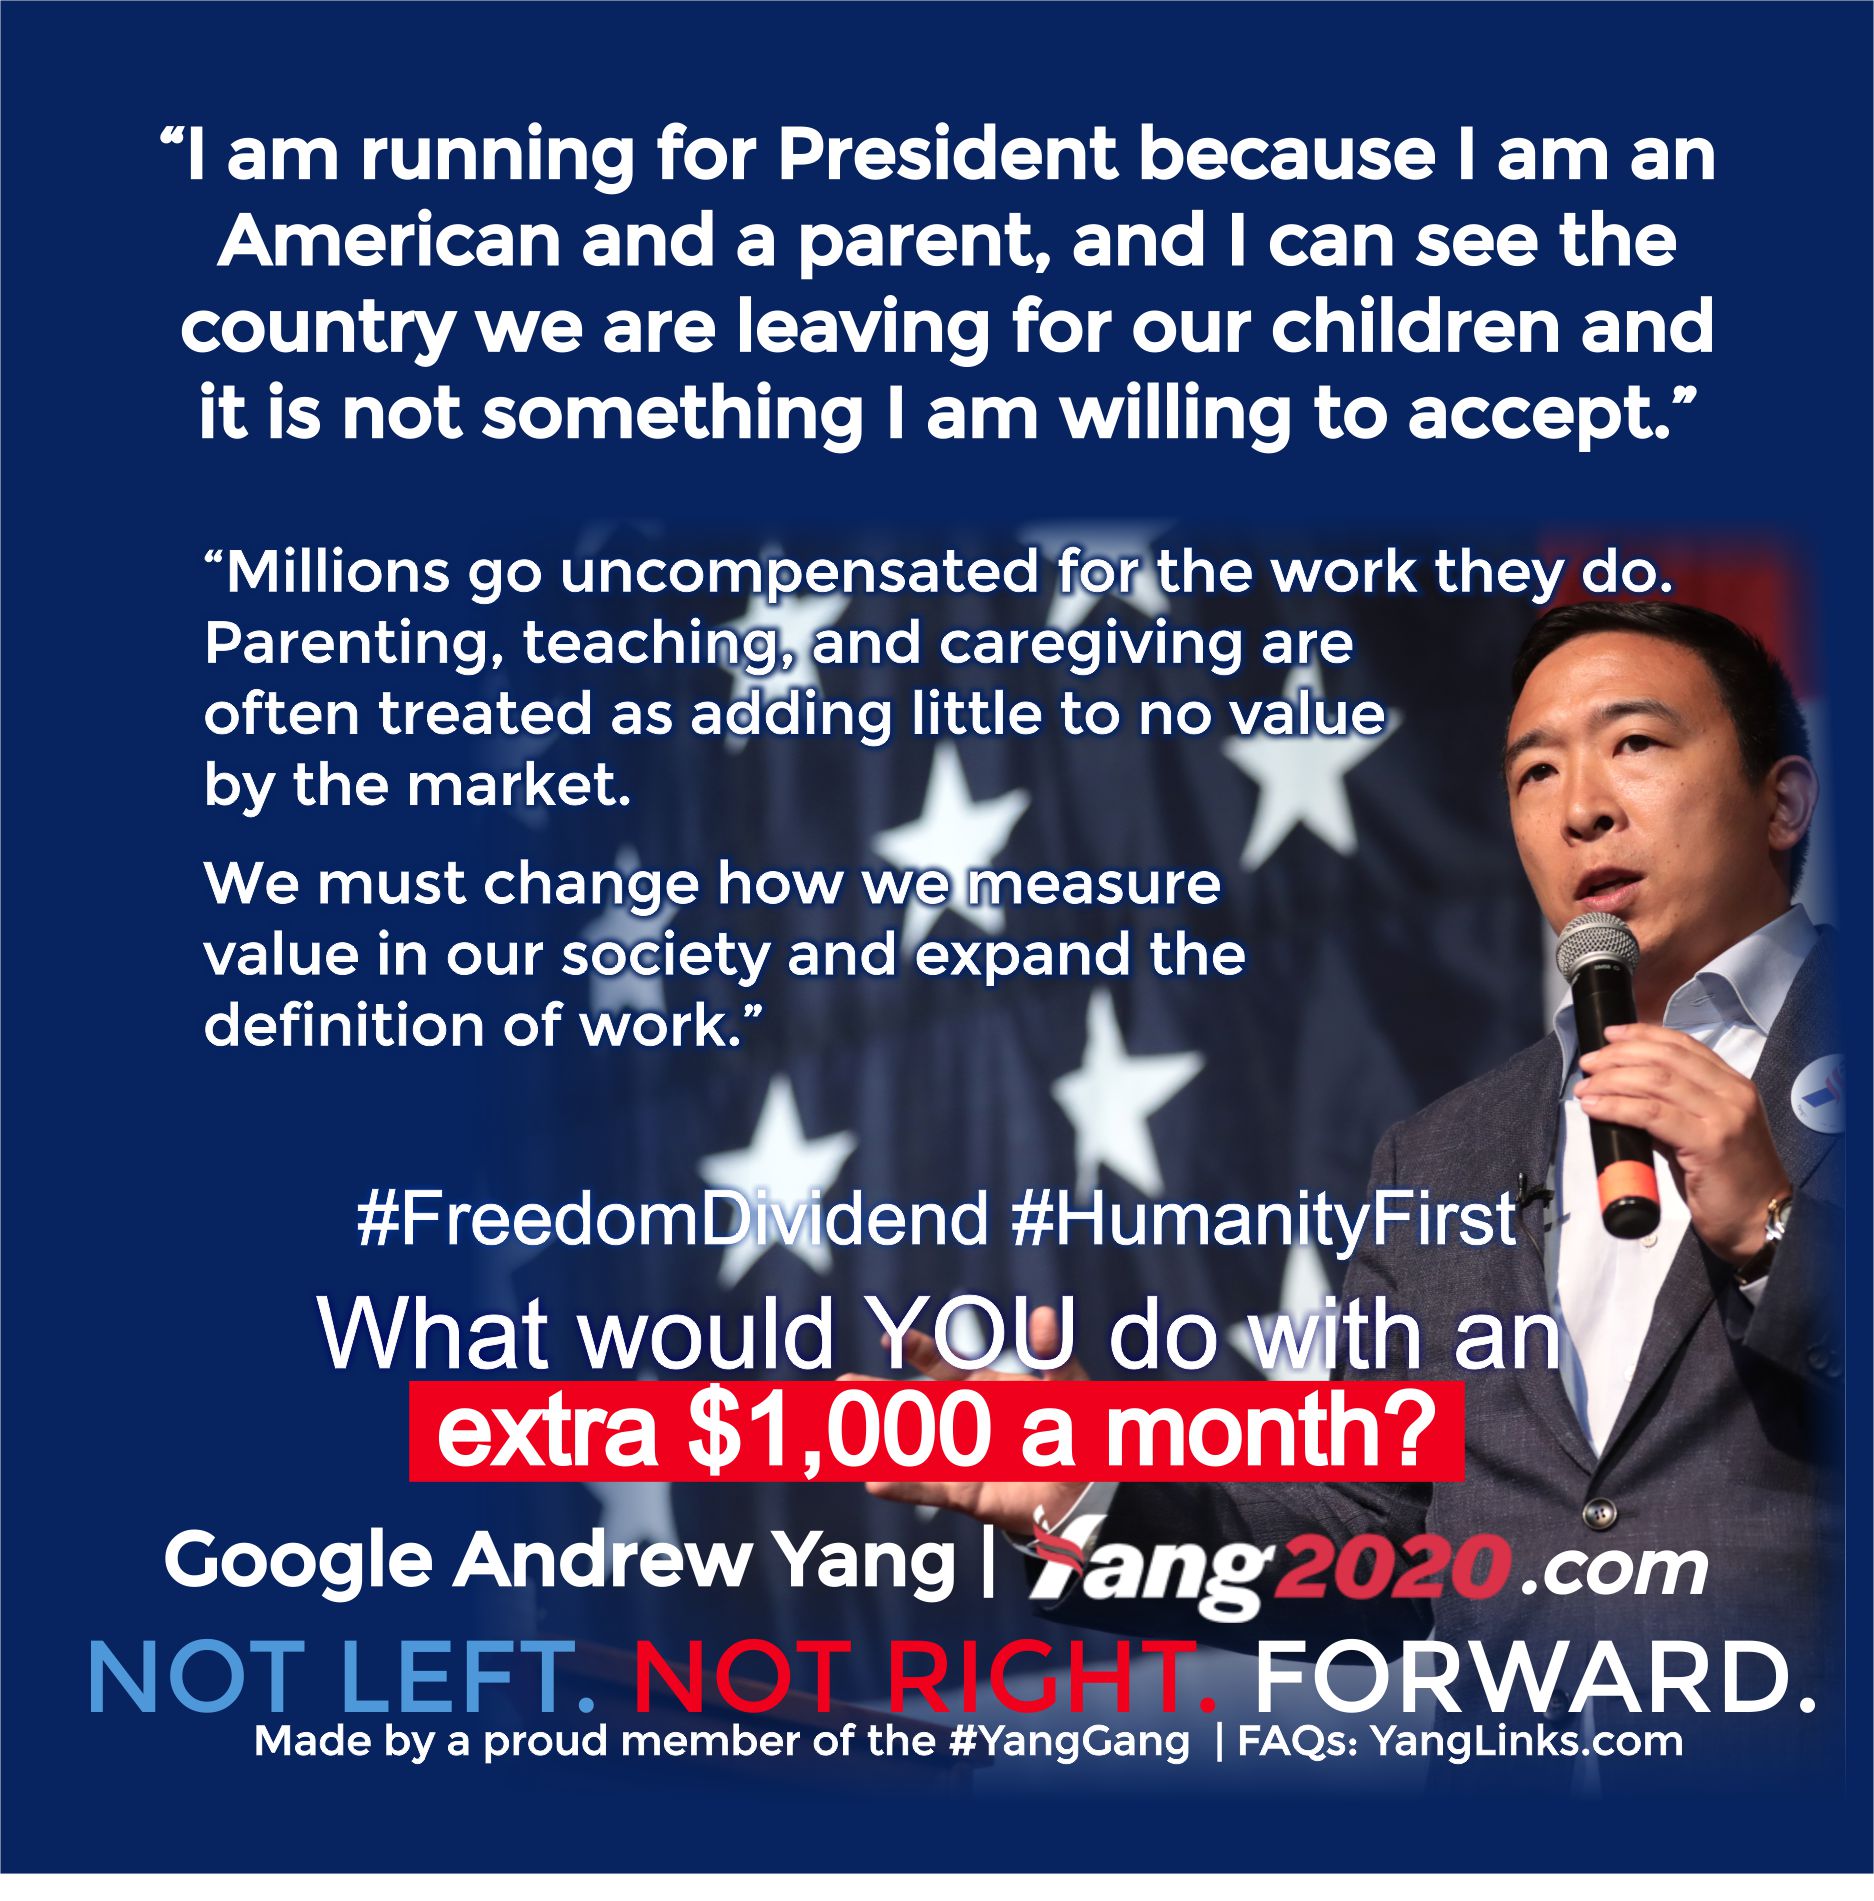 “I am running for President because I am an
American and a parent, and I can see the
country we are leaving for our children and
it is not something I am willing to accept.”
“Millions go uncompensated for the work they do.
Parenting, teaching, and caregiving are
often treated as adding little to no value
by the market.
We must change how we measure
value in our society and expand the
definition of work.”
#FreedomDividend #HumanityFirst
What would YOU do with an
extra $1,000 a month?
Google Andrew Yang | Yang2020.com
NOT LEFT. NOT RIGHT. FORWARD.
Made by a proud member of the #YangGang | FAQs: YangLinks.com